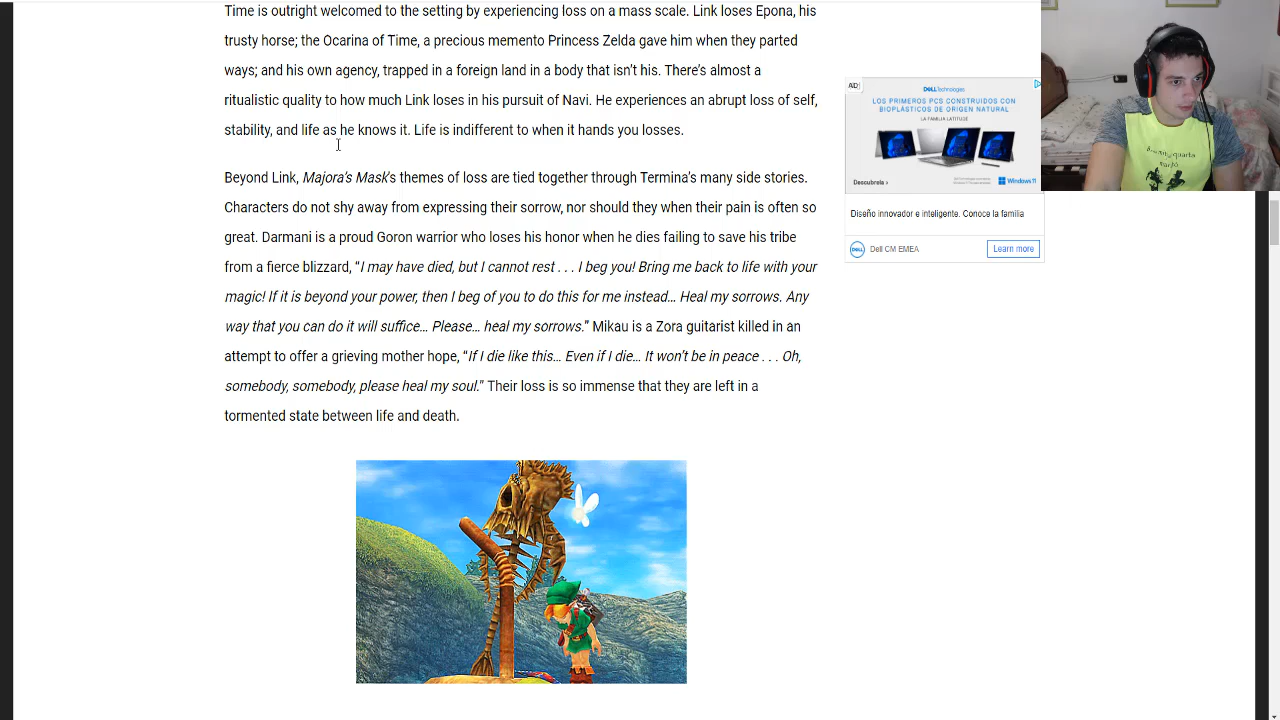 Time is outright welcomed to the setting by experiencing loss on a mass scale. Link loses Epona, his
trusty horse; the Ocarina of Time, a precious memento Princess Zelda gave him when they parted
ways; and his own agency, trapped in a foreign land in a body that isn't his. There's almost a
nihilistic quality to how much Link loses in his pursuit of Navi. He experiences an abrupt loss of self,
stability, and life as he knows it. Life is indifferent to when it hands you losses.
Beyond Link, Majora's Mask's themes of loss are tied together through Termina's many side stories.
Characters do not shy away from expressing their sorrow, nor should they when their pain is often so
great. Darmani is a proud Goron warrior who loses his honor when he dies failing to save his tribe
from a fierce blizzard, "I may have died, but I cannot rest . . . I beg you! Bring me back to life with your
magic! If it is beyond your power, then I beg of you to do this for me instead… Heal my sorrows. Any
way that you can do it will suffice… Please… heal my sorrows." Mikau is a Zora guitarist killed in an
attempt to offer a grieving mother hope, "If I die like this… Even if I die… It won't be in peace . . . Oh,
somebody, somebody, please heal my soul." Their loss is so immense that they are left in a
tormented state between life and death.
DELL Technologies
LOS PRIMEROS PCS CONSTRUIDOS CON
BIOPLÁSTICOS DE ORIGEN NATURAL
LA FAMILIA LATITUDE
Descubrela >
Windows 11
Diseño innovador e inteligente. Conoce la familia
DELL
Dell CM EMEA
Learn more